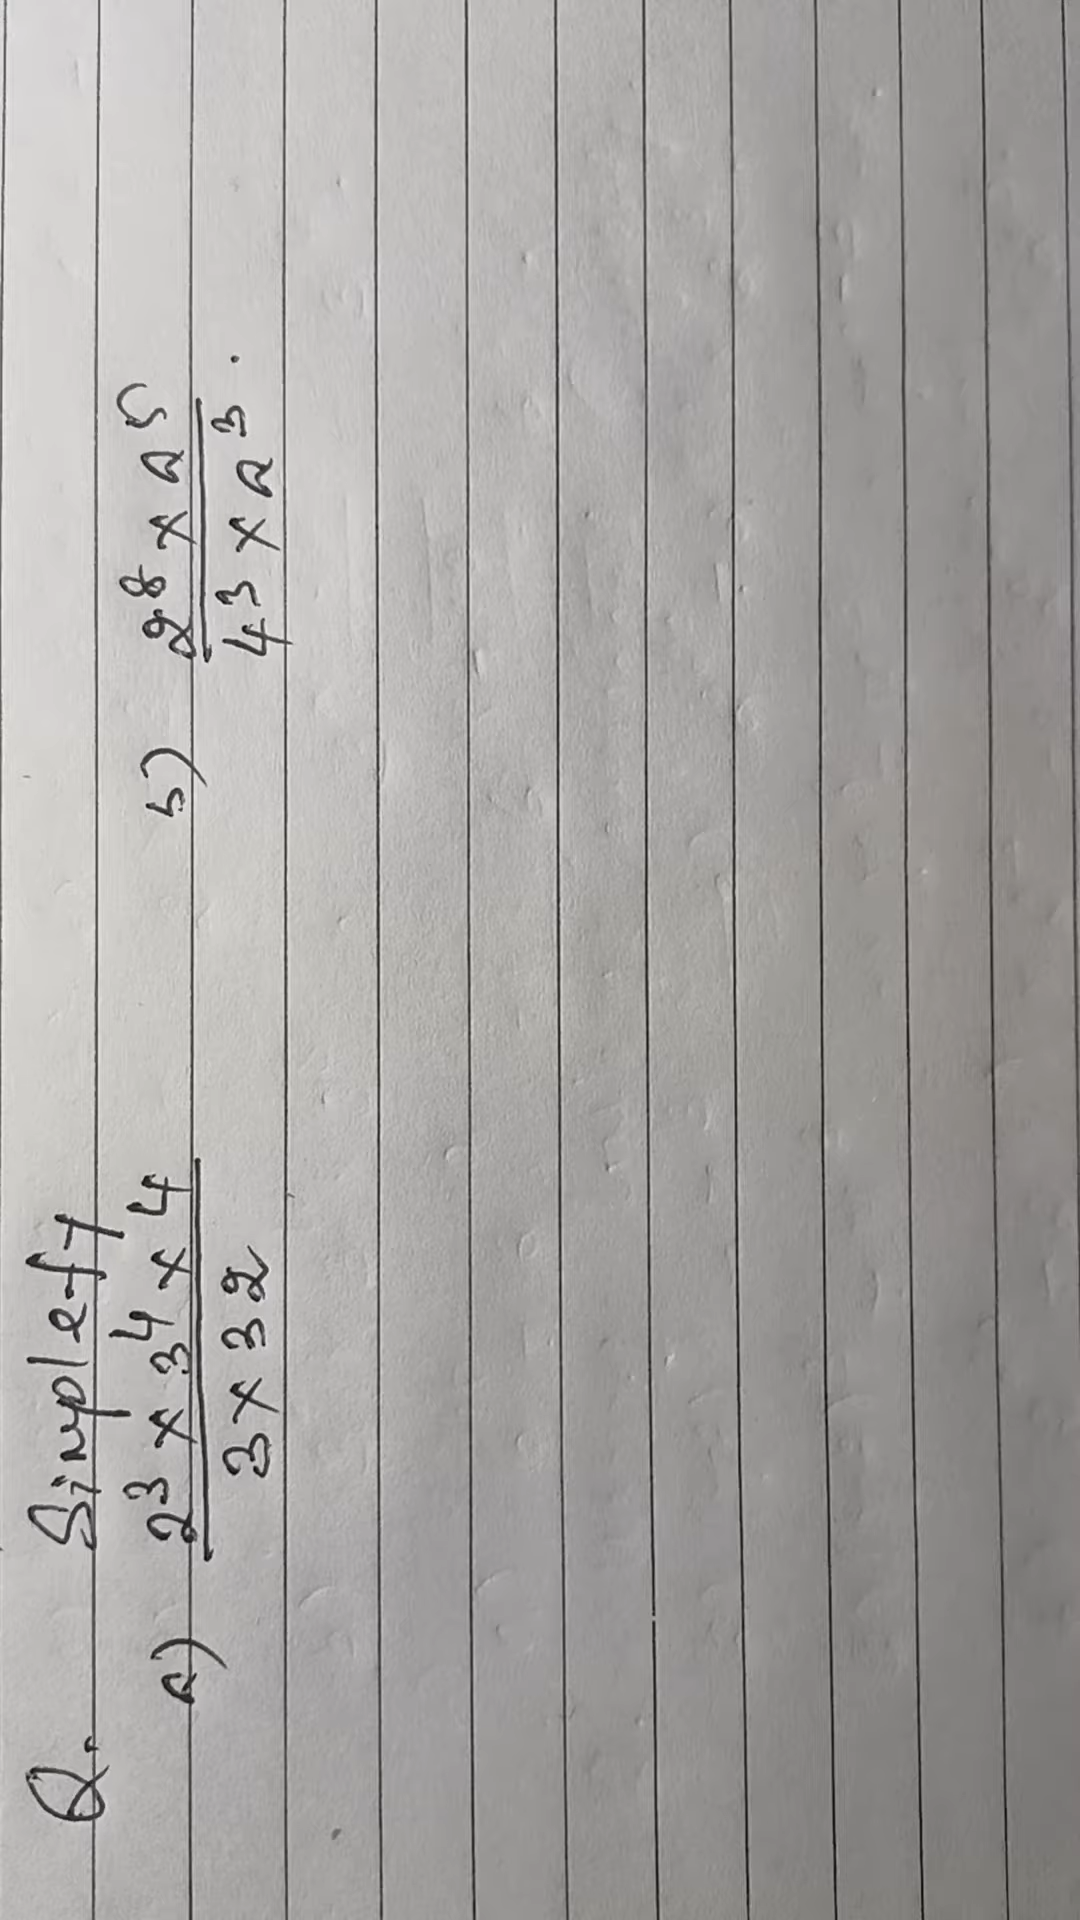 Q. Simplefy
a) 2³ × 3⁴ × 4 / 3 × 32    b) 2⁸ × a⁵ / 4³ × a³.